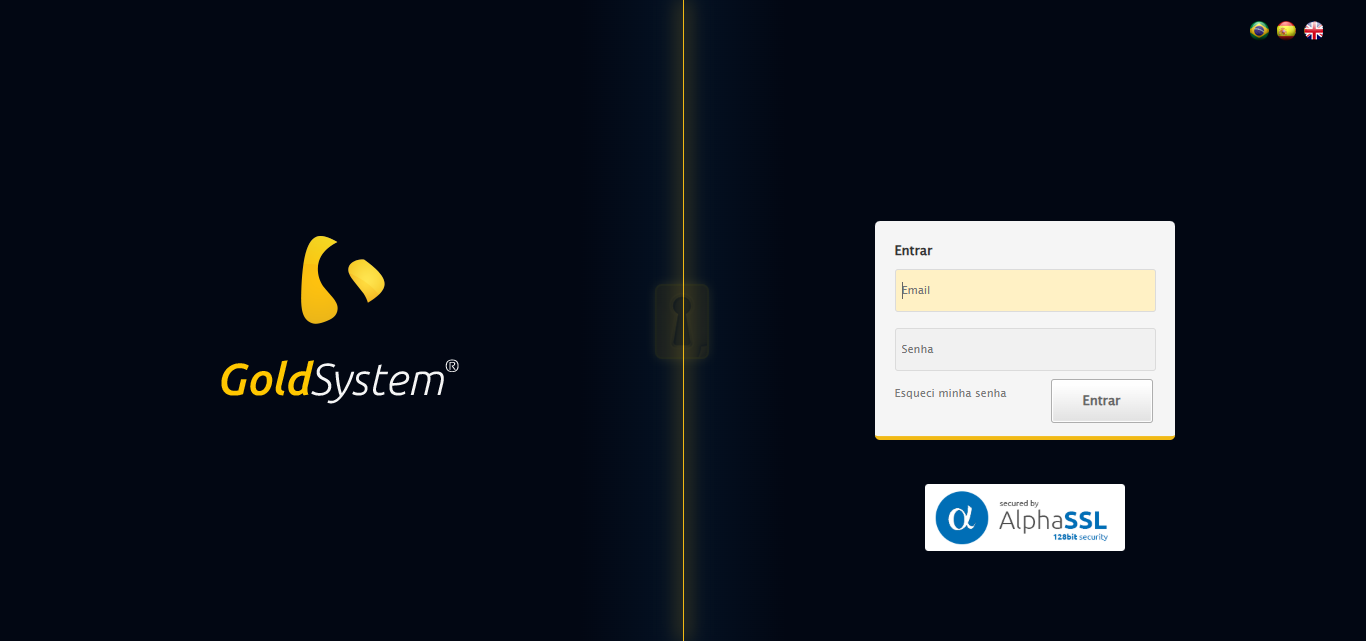 GoldSystem®
Entrar
Email
Senha
Esqueci minha senha
Entrar
α
secured by
AlphaSSL
128bit security